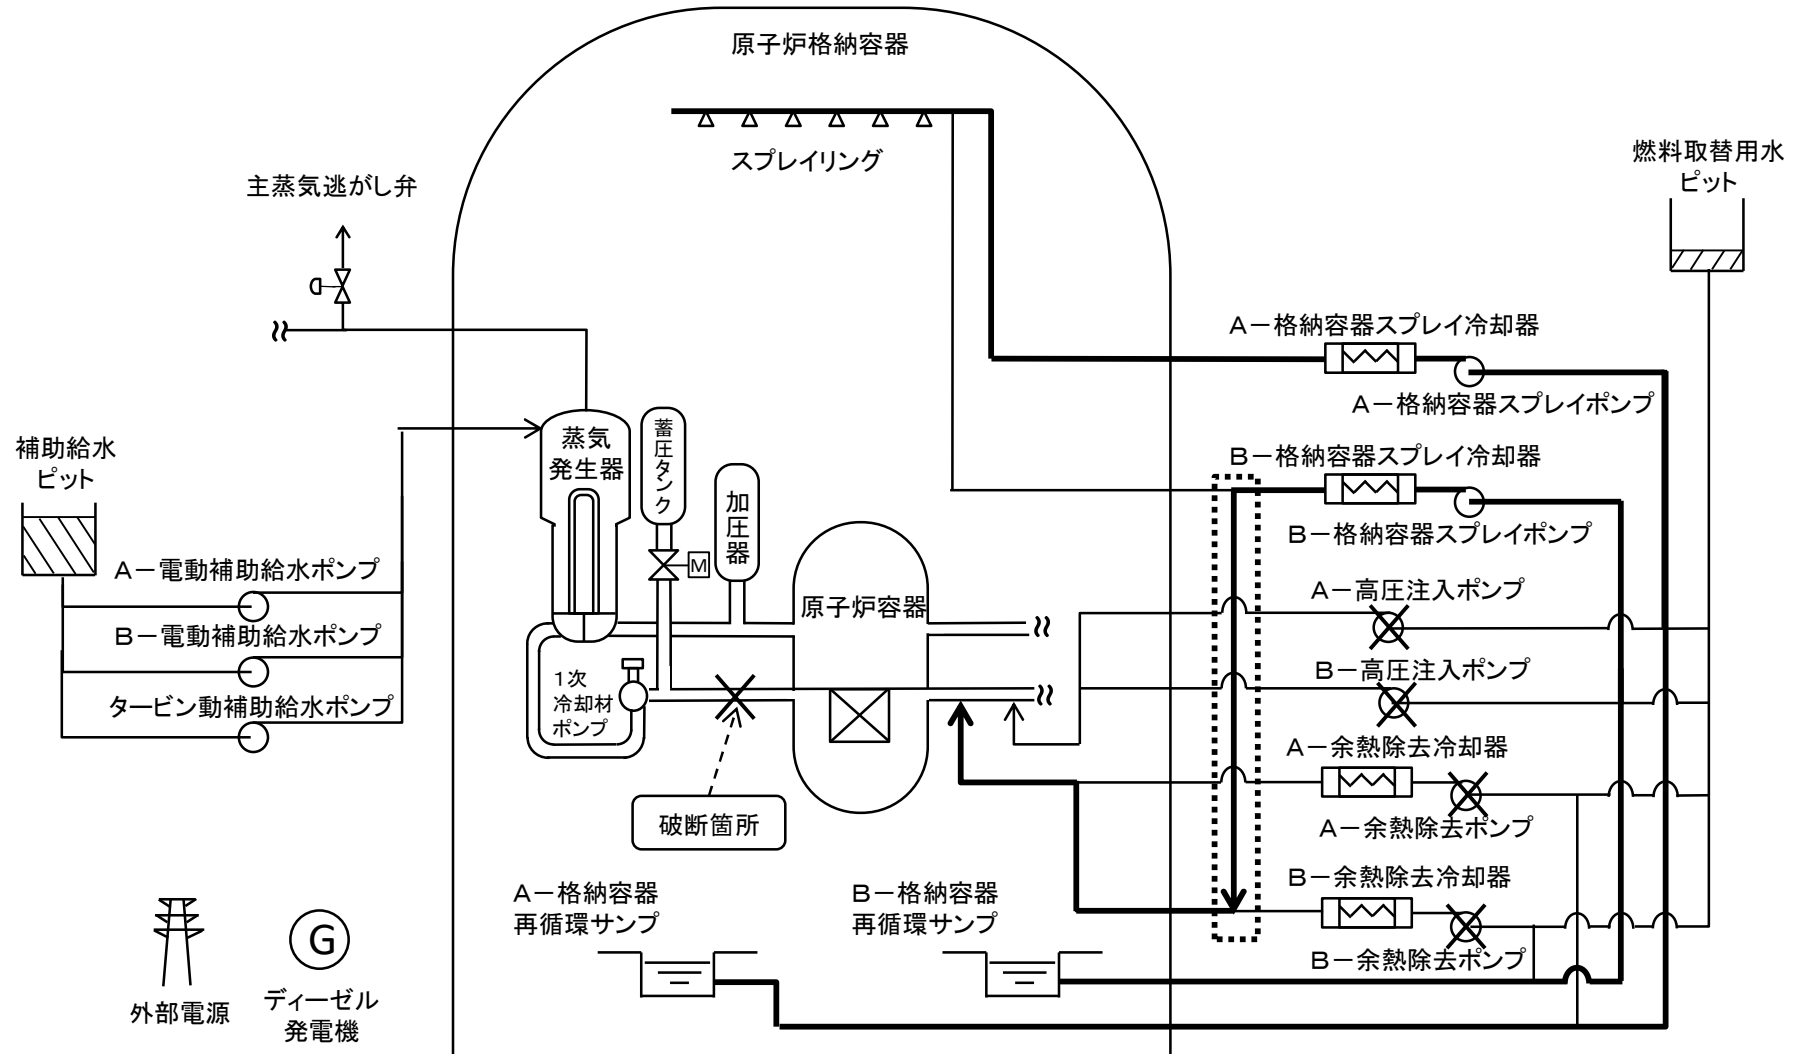 原子炉格納容器
スプレイリング
燃料取替用水
ピット
主蒸気逃がし弁
A-格納容器スプレイ冷却器
A-格納容器スプレイポンプ
補助給水
ピット
蒸気
発生器
蓄圧タンク
加圧器
M
B-格納容器スプレイ冷却器
B-格納容器スプレイポンプ
A-電動補助給水ポンプ
B-電動補助給水ポンプ
タービン動補助給水ポンプ
原子炉容器
A-高圧注入ポンプ
B-高圧注入ポンプ
1次
冷却材
ポンプ
破断箇所
A-余熱除去冷却器
A-余熱除去ポンプ
B-余熱除去冷却器
B-余熱除去ポンプ
A-格納容器
再循環サンプ
B-格納容器
再循環サンプ
G
外部電源
ディーゼル
発電機